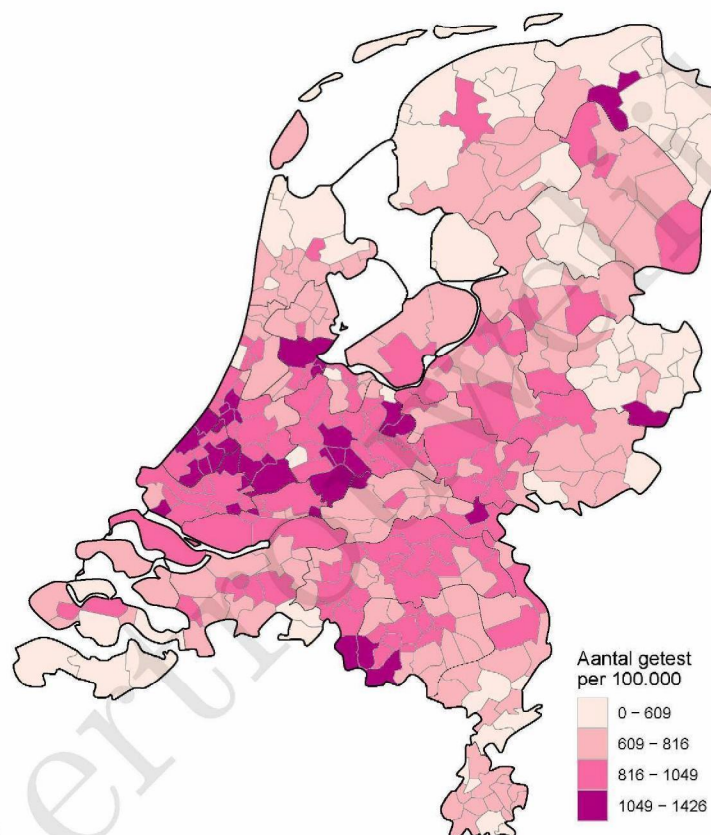 Aantal getest
per 100.000
0 – 609
609 – 816
816 – 1049
1049 – 1426